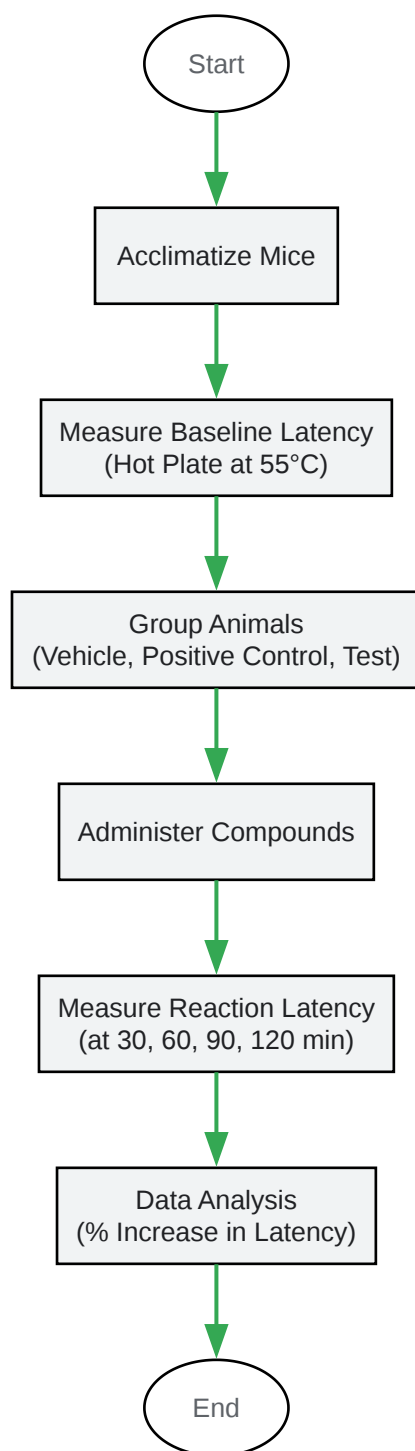 Start
Acclimatize Mice
Measure Baseline Latency
(Hot Plate at 55°C)
Group Animals
(Vehicle, Positive Control, Test)
Administer Compounds
Measure Reaction Latency
(at 30, 60, 90, 120 min)
Data Analysis
(% Increase in Latency)
End